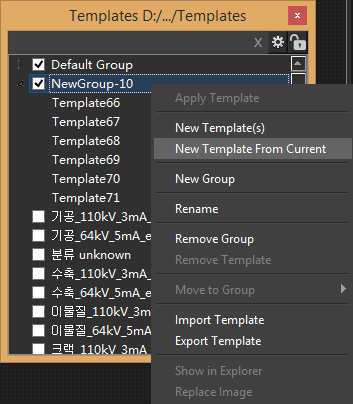 Templates D:/.../Templates
X
Default Group
NewGroup-10
Template66
Template67
Template68
Template69
Template70
Template71
기공_110kV_3mA_
기공_64kV_5mA_e
분류 unknown
수축_110kV_3mA_
수축_64kV_5mA_e
이물질_110kV_3m
이물질_64kV_5m
크랙_110kV_3mA
Apply Template
New Template(s)
New Template From Current
New Group
Rename
Remove Group
Remove Template
Move to Group
Import Template
Export Template
Show in Explorer
Replace Image